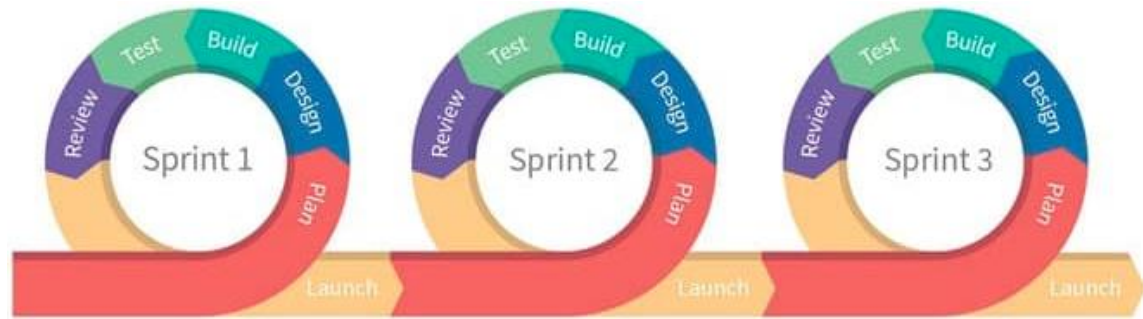 Plan
Design
Build
Test
Review
Sprint 1
Launch
Plan
Design
Build
Test
Review
Sprint 2
Launch
Plan
Design
Build
Test
Review
Sprint 3
Launch